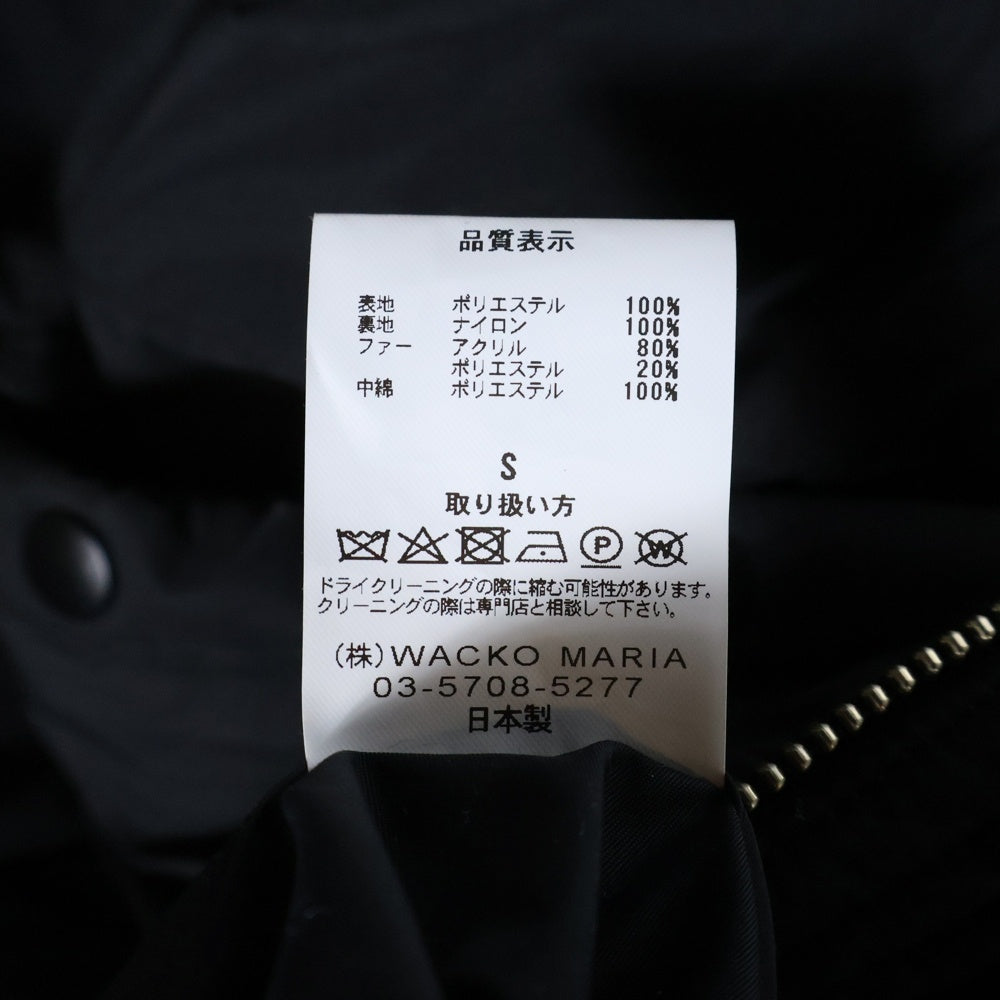 品質表示
表地 ポリエステル 100%
裏地 ナイロン 100%
ファー アクリル 80%
ポリエステル 20%
中綿 ポリエステル 100%
S
取り扱い方
P W
ドライクリーニングの際に縮む可能性があります。
クリーニングの際は専門店と相談して下さい。
(株)WACKO MARIA
03-5708-5277
日本製